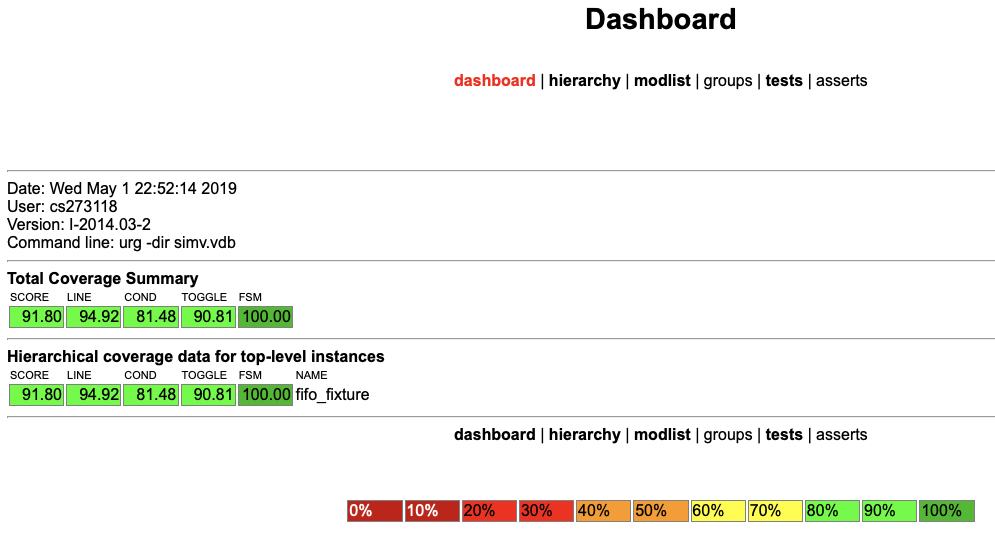 Dashboard
dashboard | hierarchy | modlist | groups | tests | asserts
Date: Wed May 1 22:52:14 2019
User: cs273118
Version: I-2014.03-2
Command line: urg -dir simv.vdb
Total Coverage Summary
SCORE LINE COND TOGGLE FSM
91.80 94.92 81.48 90.81 100.00
Hierarchical coverage data for top-level instances
SCORE LINE COND TOGGLE FSM NAME
91.80 94.92 81.48 90.81 100.00 fifo_fixture
dashboard | hierarchy | modlist | groups | tests | asserts
0% 10% 20% 30% 40% 50% 60% 70% 80% 90% 100%